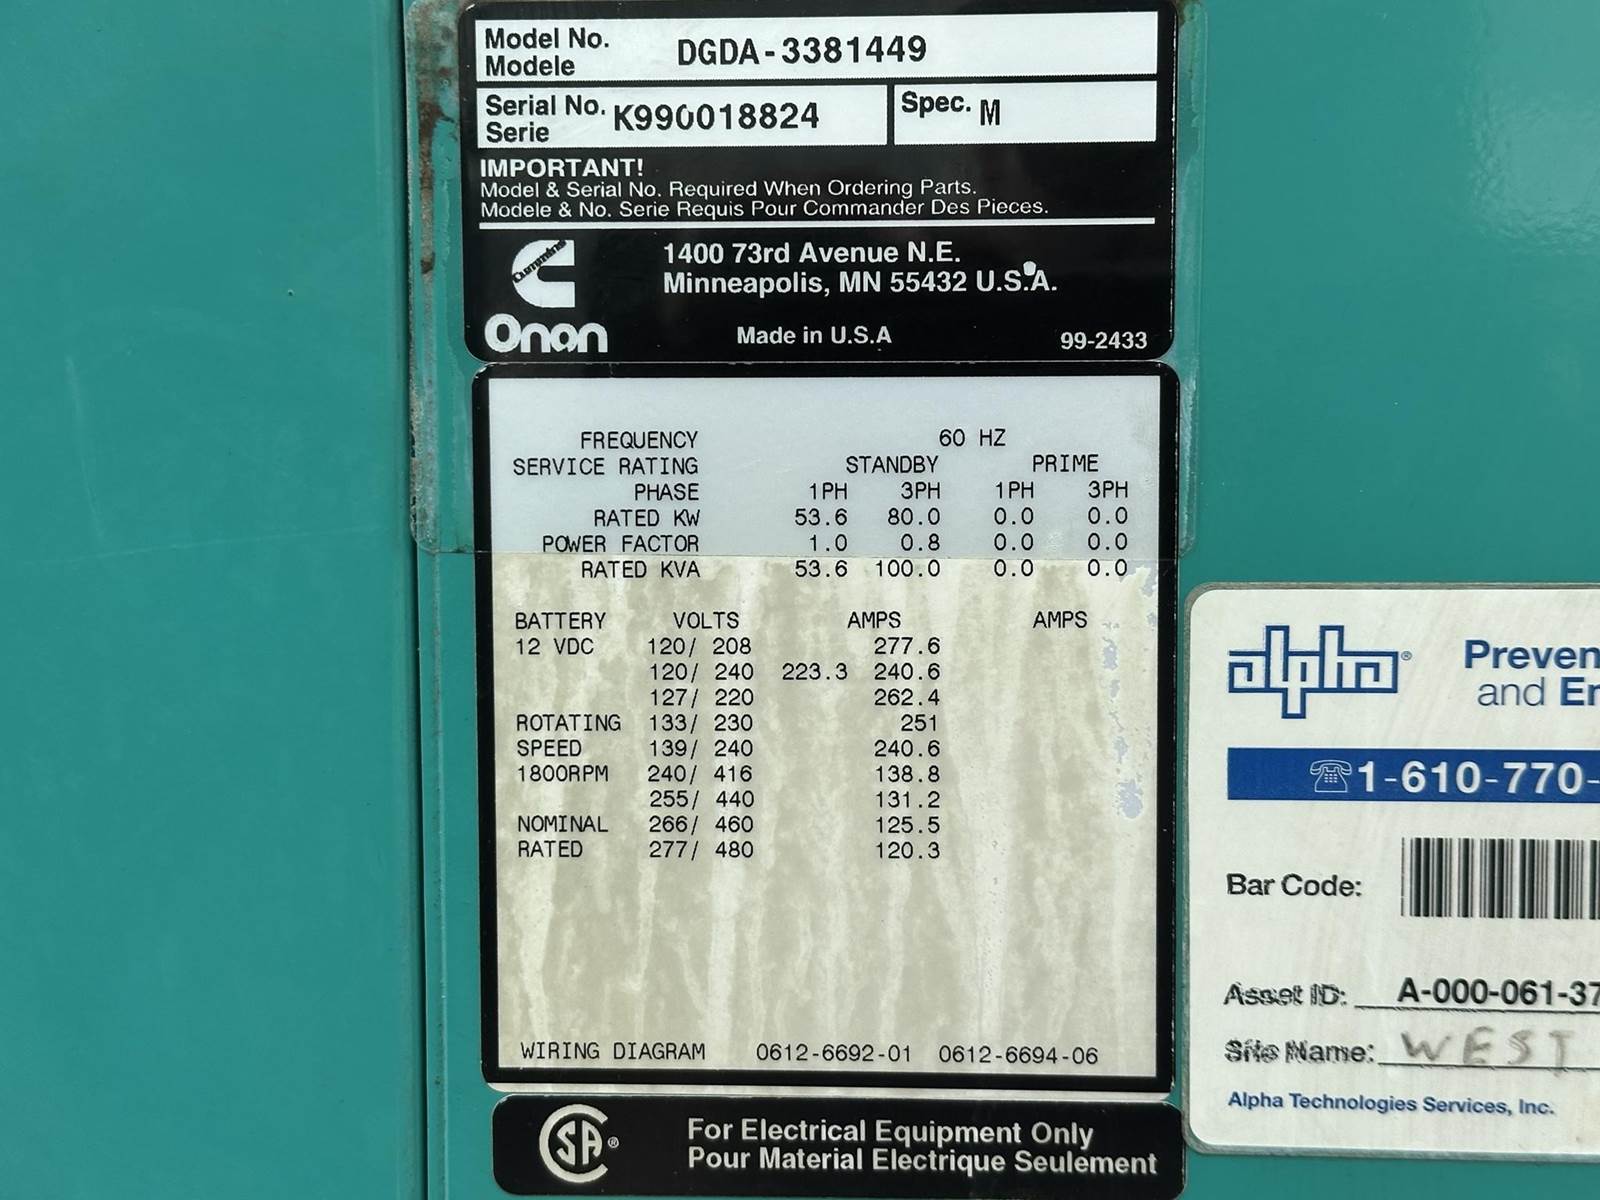 Model No. DGDA-3381449
Modele
Serial No. K990018824 Spec. M
Serie
IMPORTANT!
Model & Serial No. Required When Ordering Parts.
Modele & No. Serie Requis Pour Commander Des Pieces.
Cummins
Onan
1400 73rd Avenue N.E.
Minneapolis, MN 55432 U.S.A.
Made in U.S.A 99-2433
FREQUENCY 60 HZ
SERVICE RATING STANDBY PRIME
PHASE 1PH 3PH 1PH 3PH
RATED KW 53.6 80.0 0.0 0.0
POWER FACTOR 1.0 0.8 0.0 0.0
RATED KVA 53.6 100.0 0.0 0.0
BATTERY VOLTS AMPS AMPS
12 VDC 120/ 208 277.6
120/ 240 223.3 240.6
127/ 220 262.4
ROTATING 133/ 230 251
SPEED 139/ 240 240.6
1800RPM 240/ 416 138.8
255/ 440 131.2
NOMINAL 266/ 460 125.5
RATED 277/ 480 120.3
WIRING DIAGRAM 0612-6692-01 0612-6694-06
SA ®
For Electrical Equipment Only
Pour Material Electrique Seulement
alpha®
Preven
and En
1-610-770-
Bar Code:
Asset ID: A-000-061-37
Site Name: WEST
Alpha Technologies Services, Inc.